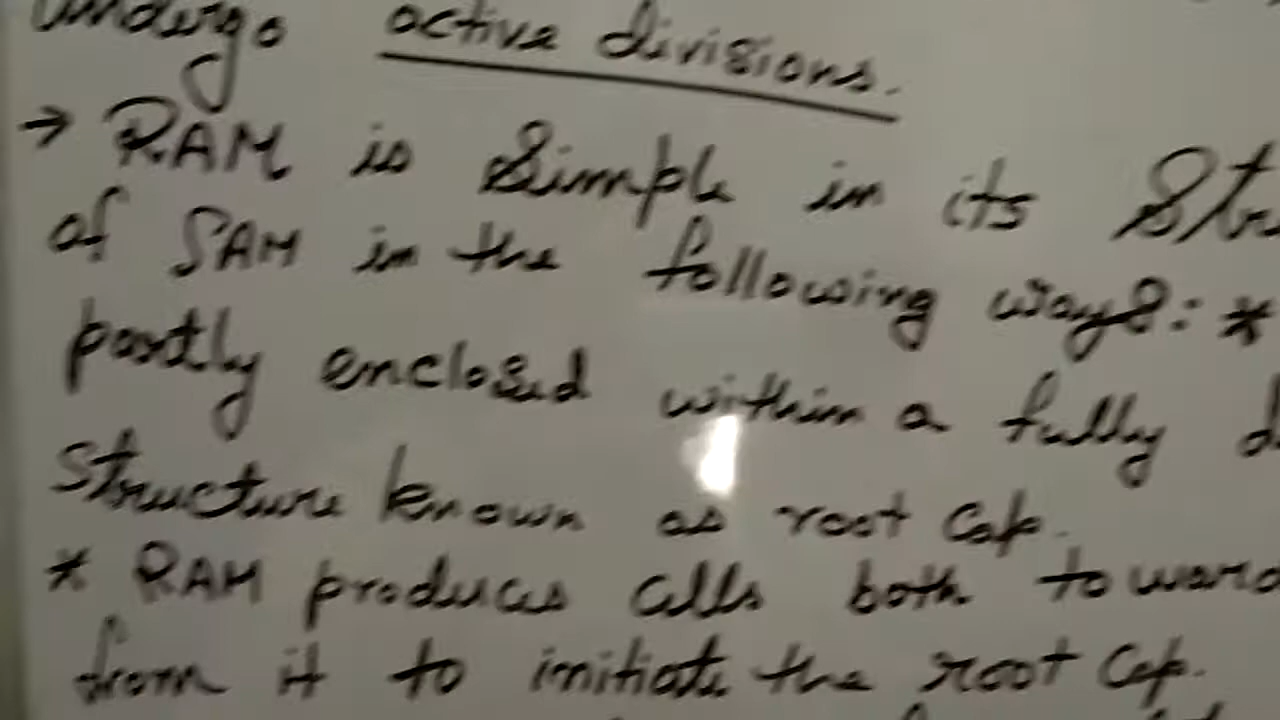 undergo active divisions.
→ RAM is simple in its
of SAM in the following ways: *
partly enclosed within a fully
structure known as root cap.
* RAM produces cells both toward
from it to initiate the root cap.